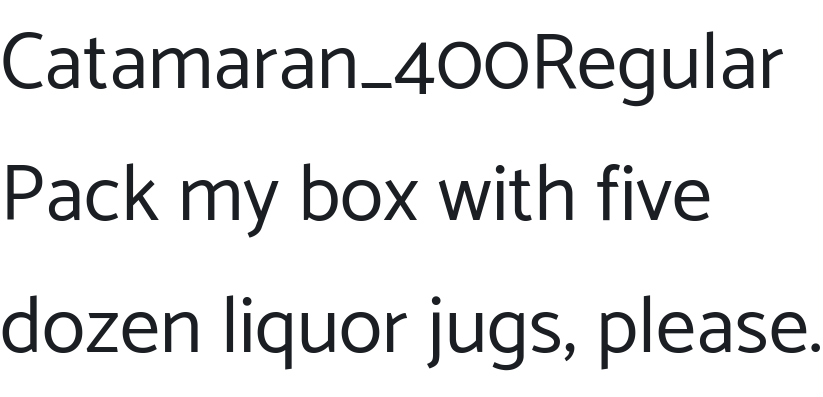 Catamaran_400Regular
Pack my box with five
dozen liquor jugs, please.